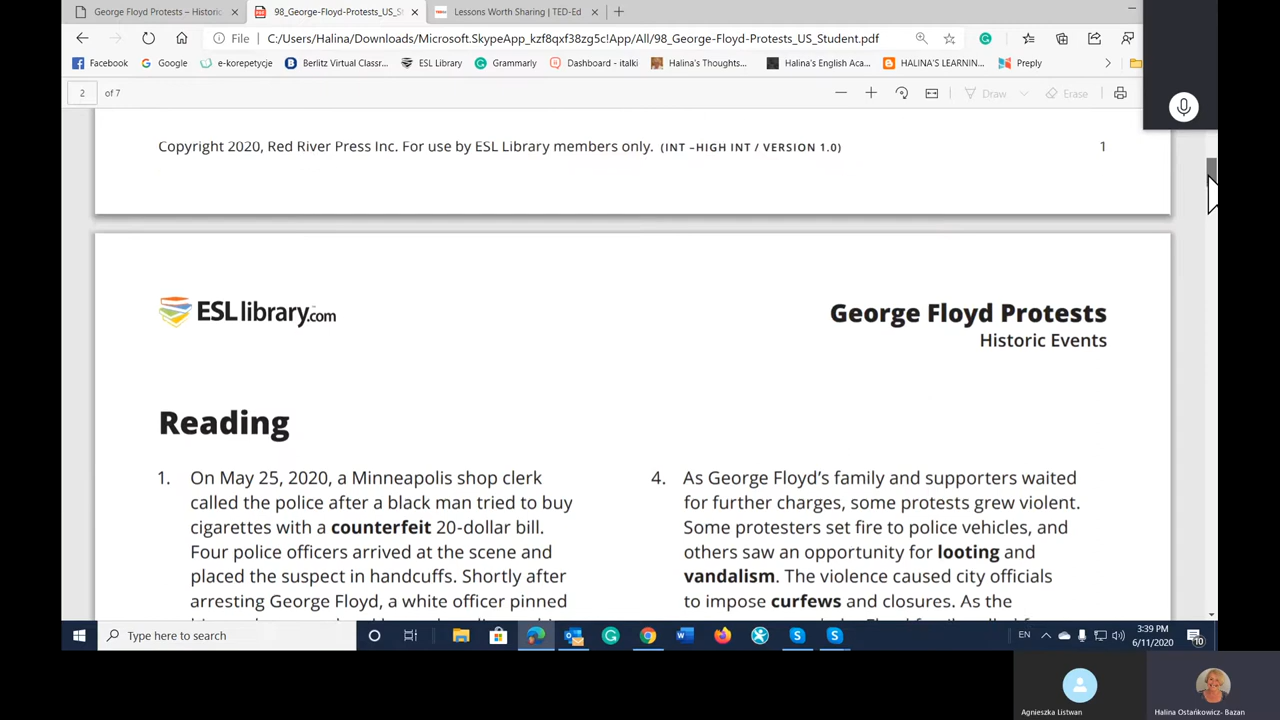 George Floyd Protests – Historic
98_George-Floyd-Protests_US_St
Lessons Worth Sharing | TED-Ed
File
C:/Users/Halina/Downloads/Microsoft.SkypeApp_kzf8qxf38zg5c!App/All/98_George-Floyd-Protests_US_Student.pdf
Facebook
Google
e-korepetycje
Berlitz Virtual Classr...
ESL Library
Grammarly
Dashboard - italki
Halina's Thoughts...
Halina's English Aca...
HALINA'S LEARNIN...
Preply
2 of 7
Draw
Erase
Copyright 2020, Red River Press Inc. For use by ESL Library members only. (INT –HIGH INT / VERSION 1.0) 1
ESL library.com
George Floyd Protests
Historic Events
Reading
1. On May 25, 2020, a Minneapolis shop clerk
called the police after a black man tried to buy
cigarettes with a counterfeit 20-dollar bill.
Four police officers arrived at the scene and
placed the suspect in handcuffs. Shortly after
arresting George Floyd, a white officer pinned
4. As George Floyd's family and supporters waited
for further charges, some protests grew violent.
Some protesters set fire to police vehicles, and
others saw an opportunity for looting and
vandalism. The violence caused city officials
to impose curfews and closures. As the
Type here to search
EN
3:39 PM
6/11/2020
10
Agnieszka Listwan
Halina Ostańkowicz- Bazan